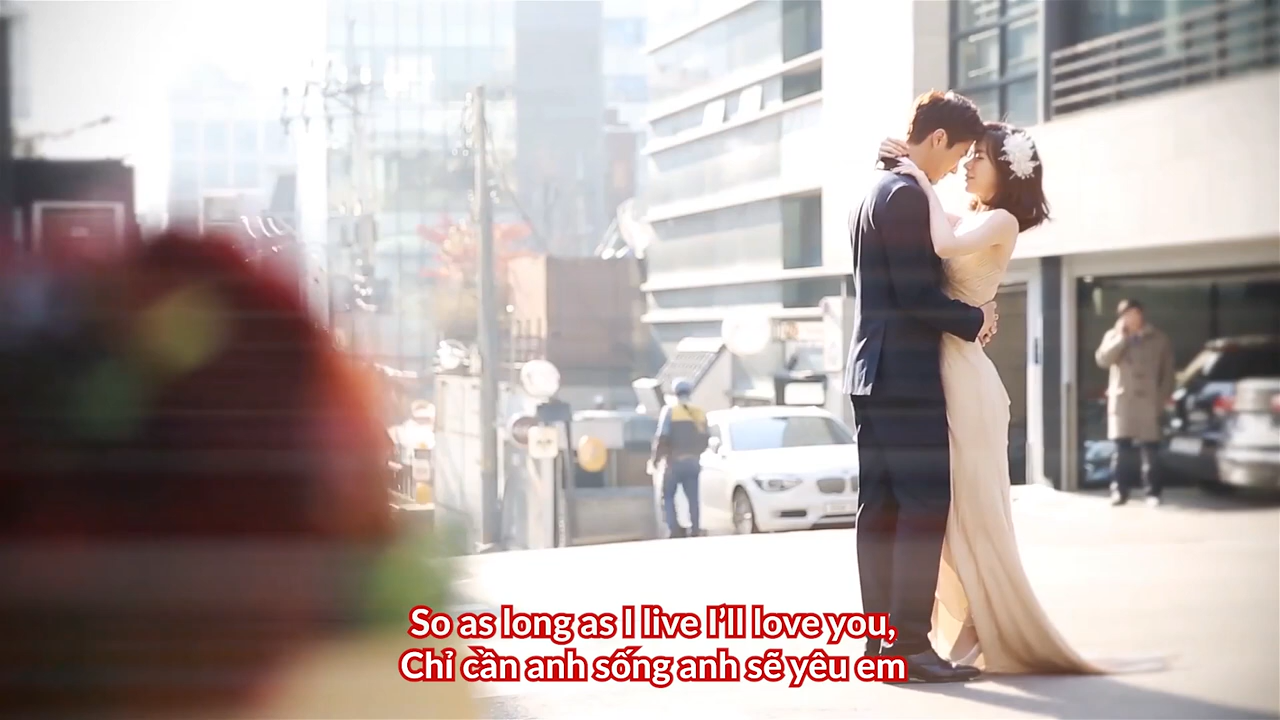 So as long as I live I'll love you,
Chỉ cần anh sống anh sẽ yêu em